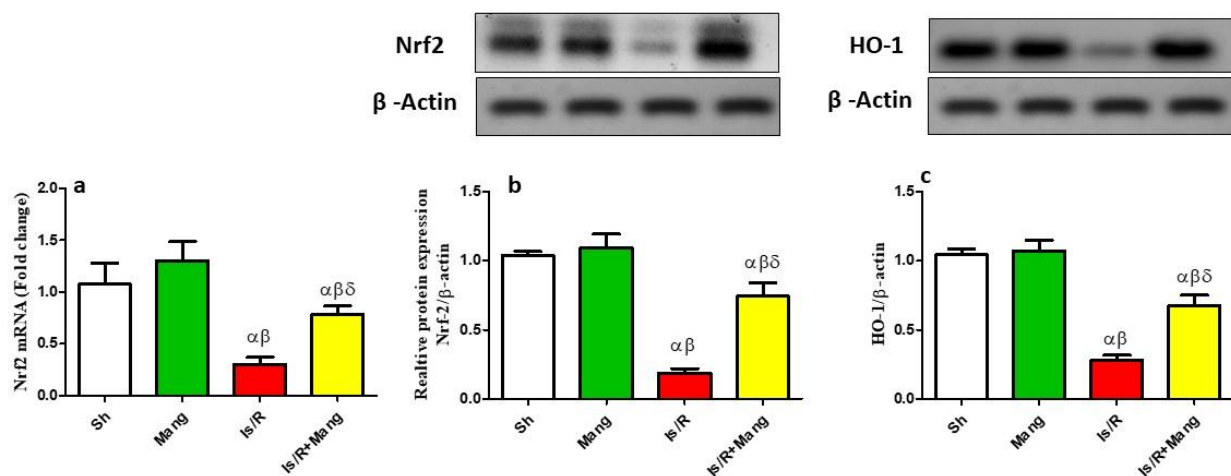 Nrf2
β -Actin
HO-1
β -Actin
a
Nrf2 mRNA (Fold change)
2.0
1.5
1.0
0.5
0.0
αβ
αβδ
Sh
Mang
Is/R
Is/R+Mang
b
Realtive protein expression
Nrf-2/β-actin
1.5
1.0
0.5
0.0
αβ
αβδ
Sh
Mang
Is/R
Is/R+Mang
c
HO-1/β-actin
1.5
1.0
0.5
0.0
αβ
αβδ
Sh
Mang
Is/R
Is/R+Mang